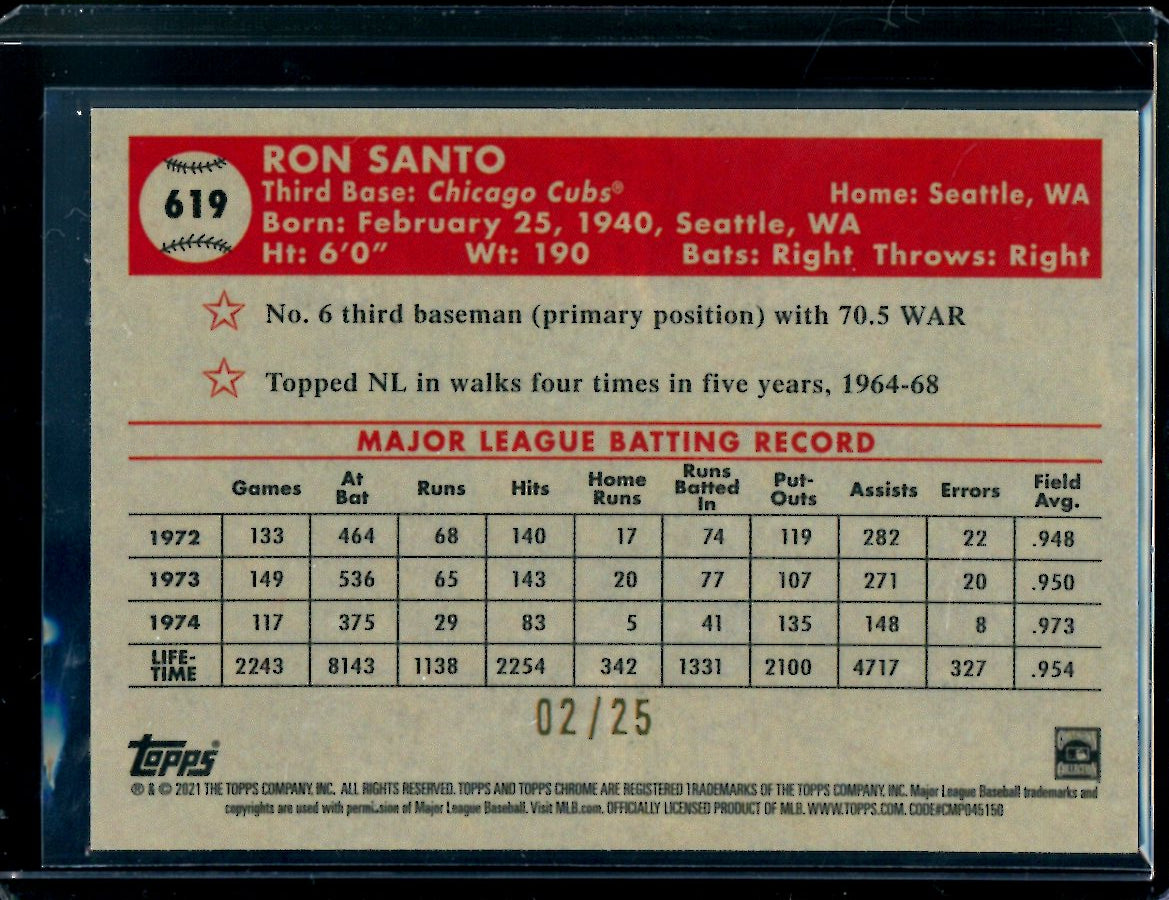 619
RON SANTO
Third Base: Chicago Cubs® Home: Seattle, WA
Born: February 25, 1940, Seattle, WA
Ht: 6'0" Wt: 190 Bats: Right Throws: Right
No. 6 third baseman (primary position) with 70.5 WAR
Topped NL in walks four times in five years, 1964-68
MAJOR LEAGUE BATTING RECORD
Games At Bat Runs Hits Home Runs Runs Batted In Put-Outs Assists Errors Field Avg.
1972 133 464 68 140 17 74 119 282 22 .948
1973 149 536 65 143 20 77 107 271 20 .950
1974 117 375 29 83 5 41 135 148 8 .973
LIFE-TIME 2243 8143 1138 2254 342 1331 2100 4717 327 .954
02/25
Topps®
® & © 2021 THE TOPPS COMPANY, INC. ALL RIGHTS RESERVED. TOPPS AND TOPPS CHROME ARE REGISTERED TRADEMARKS OF THE TOPPS COMPANY, INC. Major League Baseball trademarks and
copyrights are used with permission of Major League Baseball. Visit MLB.com. OFFICIALLY LICENSED PRODUCT OF MLB. WWW.TOPPS.COM. CODE#CMP045150